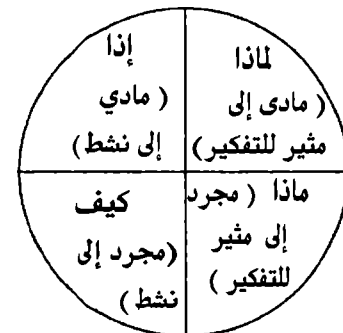 لماذا
( مادى إلى
مثير للتفكير)
إذا
( مادي
إلى نشط)
ماذا ( مجرد
إلى مثير
للتفكير )
كيف
(مجرد إلى
نشط )